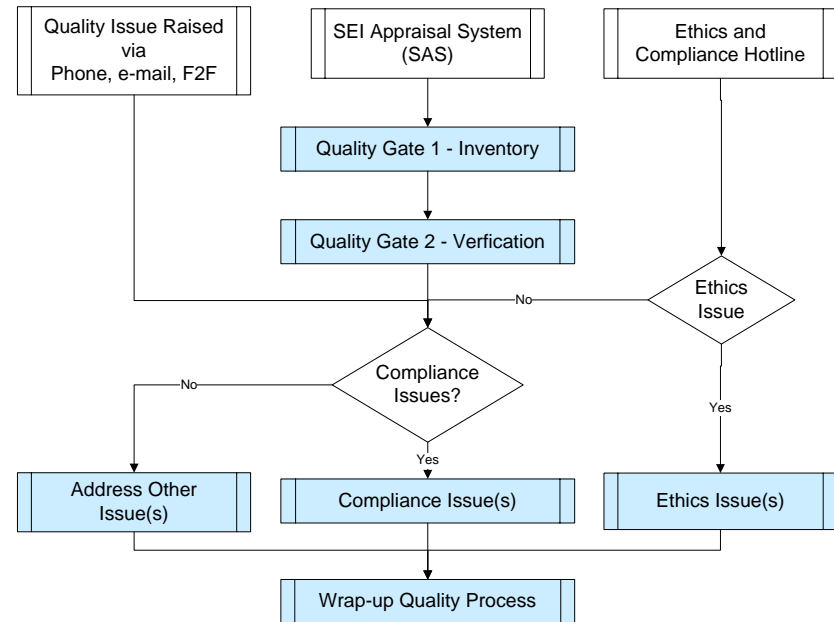 Quality Issue Raised
via
Phone, e-mail, F2F
SEI Appraisal System
(SAS)
Ethics and
Compliance Hotline
Quality Gate 1 - Inventory
Quality Gate 2 - Verfication
Ethics
Issue
No
Compliance
Issues?
No
Yes
Yes
Address Other
Issue(s)
Compliance Issue(s)
Ethics Issue(s)
Wrap-up Quality Process